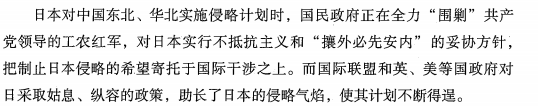 日本对中国东北、华北实施侵略计划时，国民政府正在全力“围剿”共产
党领导的工农红军，对日本实行不抵抗主义和“攘外必先安内”的妥协方针，
把制止日本侵略的希望寄托于国际干涉之上。而国际联盟和英、美等国政府对
日采取姑息、纵容的政策，助长了日本的侵略气焰，使其计划不断得逞。